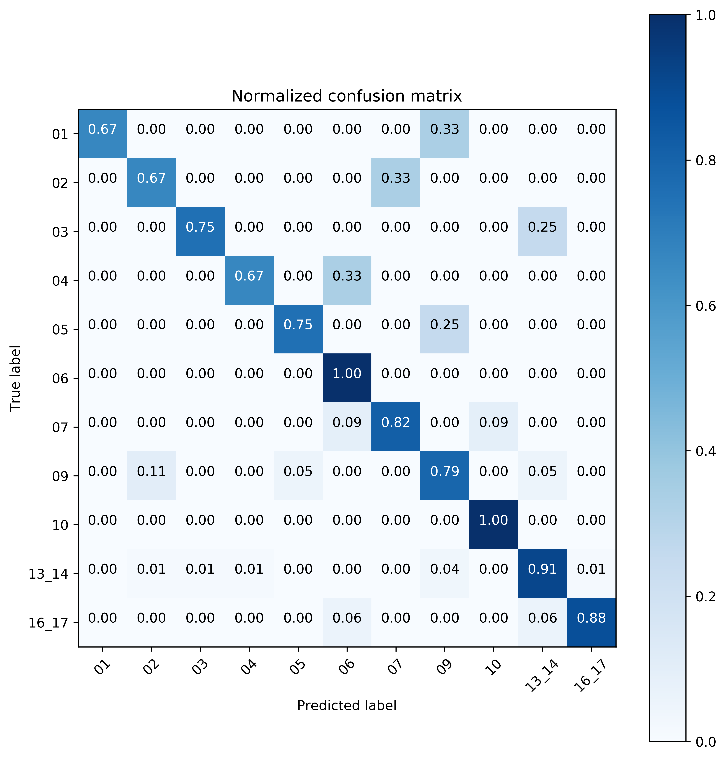 Normalized confusion matrix
01 0.67 0.00 0.00 0.00 0.00 0.00 0.00 0.33 0.00 0.00 0.00
02 0.00 0.67 0.00 0.00 0.00 0.00 0.33 0.00 0.00 0.00 0.00
03 0.00 0.00 0.75 0.00 0.00 0.00 0.00 0.00 0.00 0.25 0.00
04 0.00 0.00 0.00 0.67 0.00 0.33 0.00 0.00 0.00 0.00 0.00
05 0.00 0.00 0.00 0.00 0.75 0.00 0.00 0.25 0.00 0.00 0.00
06 0.00 0.00 0.00 0.00 0.00 1.00 0.00 0.00 0.00 0.00 0.00
07 0.00 0.00 0.00 0.00 0.00 0.09 0.82 0.00 0.09 0.00 0.00
09 0.00 0.11 0.00 0.00 0.05 0.00 0.00 0.79 0.00 0.05 0.00
10 0.00 0.00 0.00 0.00 0.00 0.00 0.00 0.00 1.00 0.00 0.00
13_14 0.00 0.01 0.01 0.01 0.00 0.00 0.00 0.04 0.00 0.91 0.01
16_17 0.00 0.00 0.00 0.00 0.00 0.06 0.00 0.00 0.00 0.06 0.88
01 02 03 04 05 06 07 09 10 13_14 16_17
True label
Predicted label
1.0
0.8
0.6
0.4
0.2
0.0